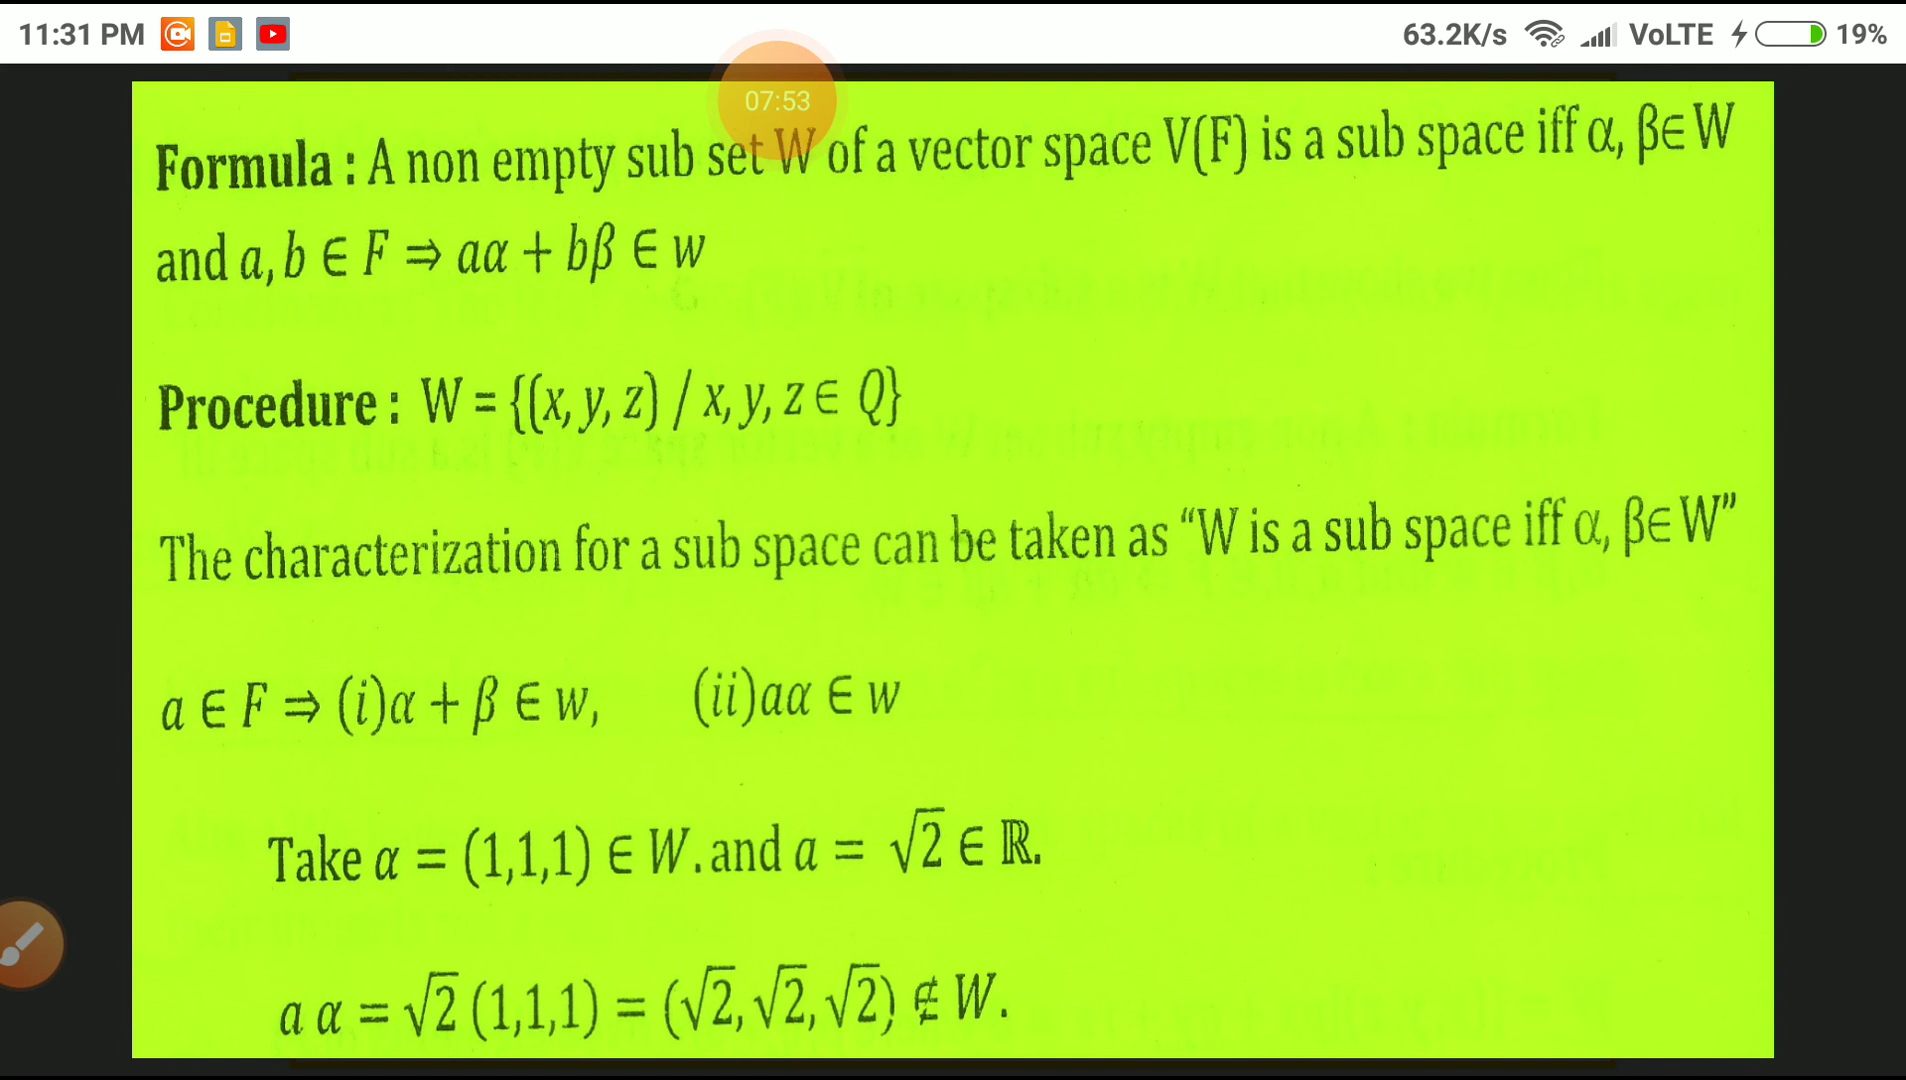 11:31 PM 63.2K/s VoLTE 19%
07:53
Formula : A non empty sub set W of a vector space V(F) is a sub space iff α, β∈W
and a, b ∈ F ⇒ aα + bβ ∈ w
Procedure : W = {(x, y, z) / x, y, z ∈ Q}
The characterization for a sub space can be taken as “W is a sub space iff α, β∈W”
a ∈ F ⇒ (i)α + β ∈ w, (ii)aα ∈ w
Take α = (1,1,1) ∈ W.and a = √2 ∈ ℝ.
a α = √2 (1,1,1) = (√2, √2, √2) ∉ W.